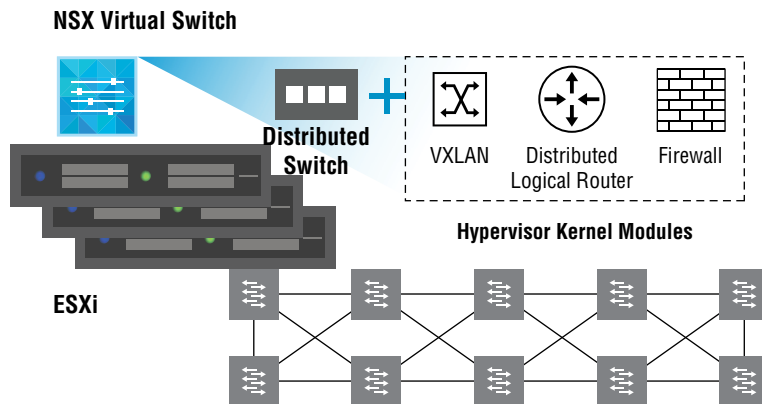 NSX Virtual Switch
Distributed
Switch
VXLAN
Distributed
Logical Router
Firewall
Hypervisor Kernel Modules
ESXi